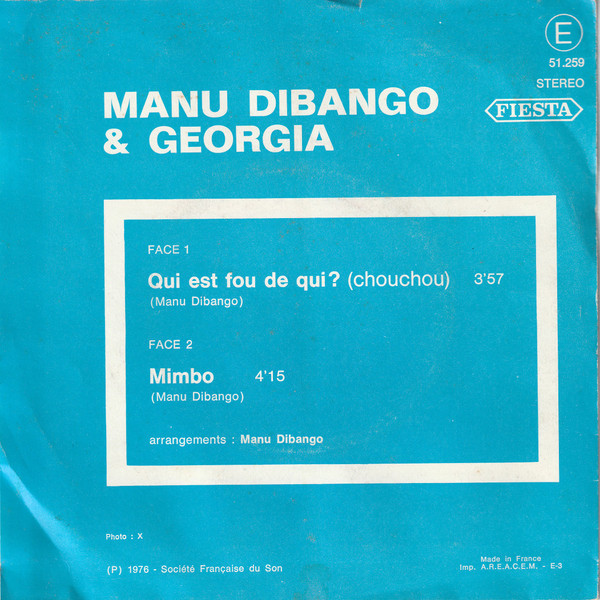 E
51.259
STEREO
FIESTA
MANU DIBANGO
& GEORGIA
FACE 1
Qui est fou de qui? (chouchou) 3'57
(Manu Dibango)
FACE 2
Mimbo 4'15
(Manu Dibango)
arrangements : Manu Dibango
Photo : X
(P) 1976 - Société Française du Son
Made in France
Imp. A.R.E.A.C.E.M. - E-3